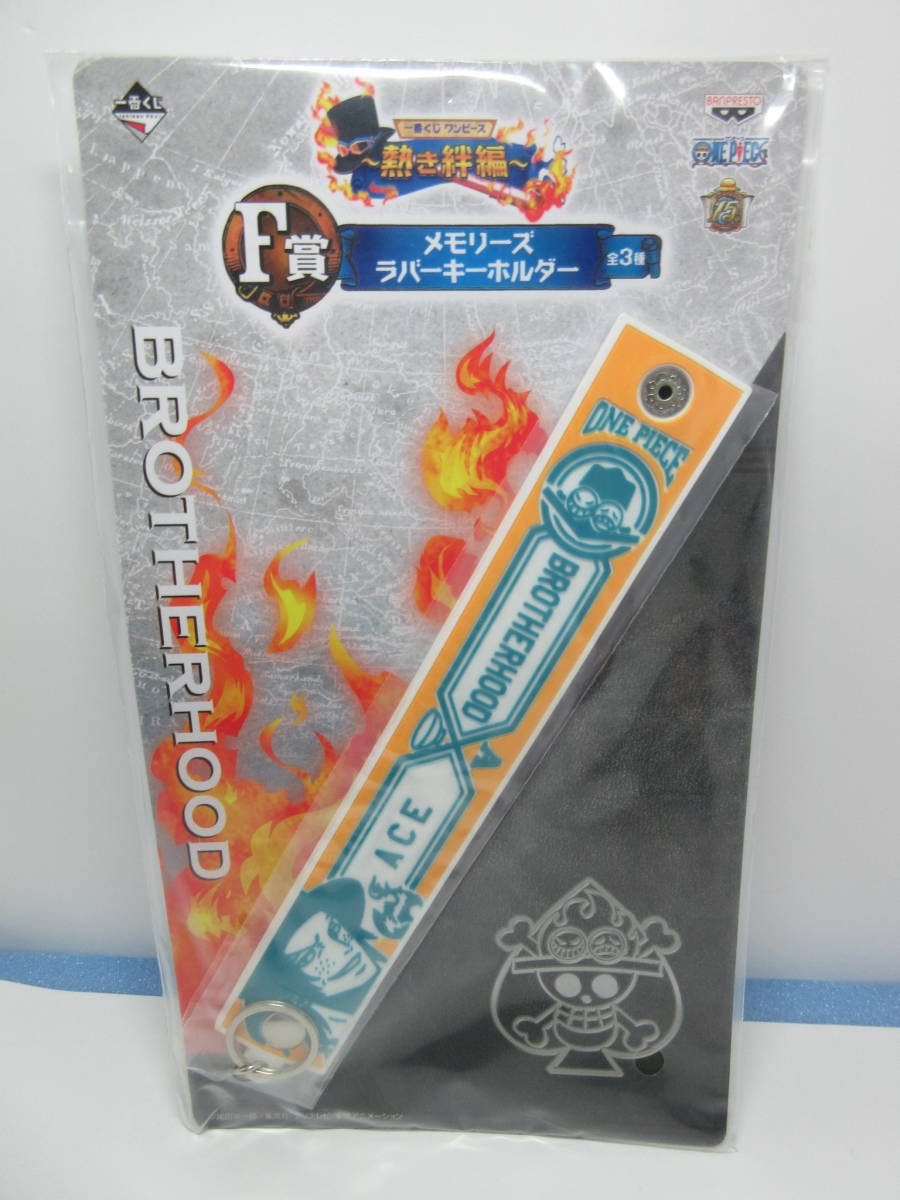 一番くじ
BANPRESTO
一番くじ ワンピース
~熱き絆編~
ONE PIECE
15
F賞
メモリーズ
ラバーキーホルダー
全3種
BROTHERHOOD
ONE PIECE
BROTHERHOOD
A
ACE